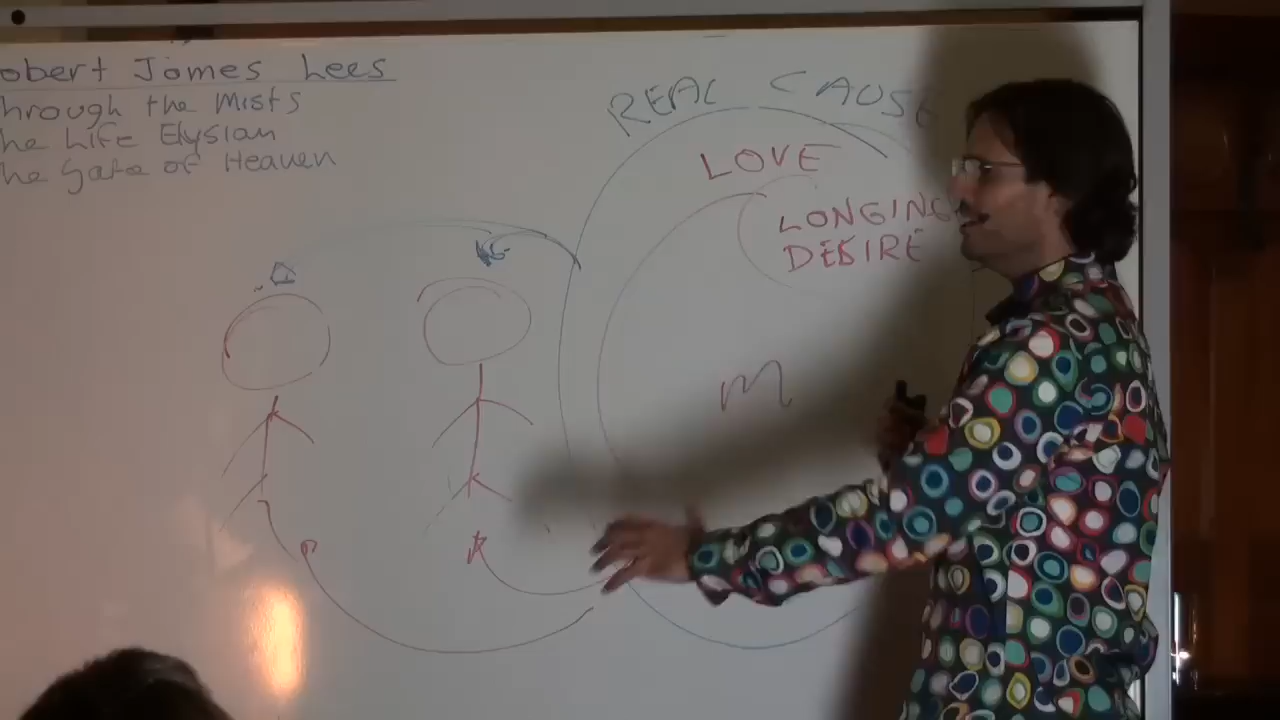 obert James Lees
hrough the Mists
he Life Elysian
he Gate of Heaven
REAL CAUSE
LOVE
LONGING
DESIRE
M